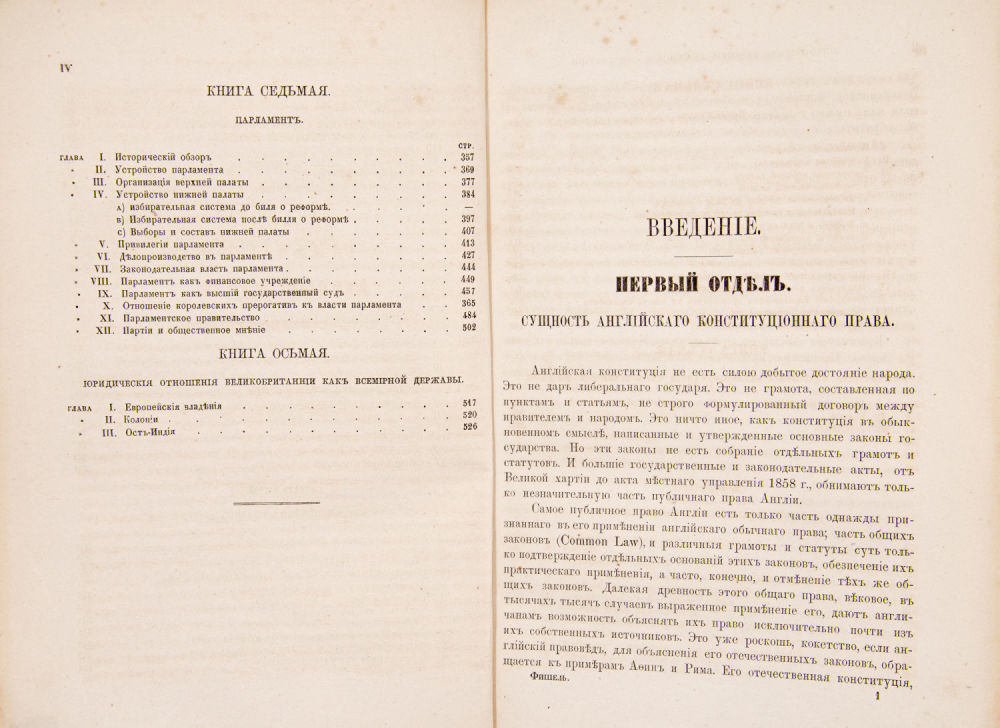 IV
КНИГА СЕДЬМАЯ.
ПАРЛАМЕНТЪ.
СТР.
ГЛАВА I. Историческій обзоръ . . . . . . . . . . 357
» II. Устройство парламента . . . . . . . . . . 369
» III. Организація верхней палаты . . . . . . . . . 377
» IV. Устройство нижней палаты . . . . . . . . . 384
А) избирательная система до биля о реформѣ. . . . . . —
В) Избирательная система послѣ билля о реформѣ . . . . . 397
С) Выборы и составъ нижней палаты . . . . . . . 407
» V. Привилегіи парламента . . . . . . . . . . 413
» VI. Дѣлопроизводство въ парламентѣ . . . . . . . . 427
» VII. Законодательная власть парламента . . . . . . . . 444
» VIII. Парламентъ какъ финансовое учрежденіе . . . . . . 449
» IX. Парламентъ какъ высшій государственный судъ . . . . . 457
» X. Отношеніе королевскихъ прерогативъ къ власти парламента . . 365
» XI. Парламентское правительство . . . . . . . . . 484
» XII. Партіи и общественное мнѣніе . . . . . . . . 502
КНИГА ОСЬМАЯ.
ЮРИДИЧЕСКІЯ ОТНОШЕНІЯ ВЕЛИКОБРИТАННІИ КАКЪ ВСЕМІРНОЙ ДЕРЖАВЫ.
ГЛАВА I. Европейскія владѣнія . . . . . . . . . . 517
» II. Колоніи . . . . . . . . . . . . . 520
» III. Остъ-Индія . . . . . . . . . . . . 526
ВВЕДЕНІЕ.
ПЕРВЫЙ ОТДѢЛЪ.
СУЩНОСТЬ АНГЛІЙСКАГО КОНСТИТУЦІОННАГО ПРАВА.
Англійская конституція не есть силою добытое достояніе народа.
Это не даръ либеральнаго государя. Это не грамота, составленная по
пунктамъ и статьямъ, не строго формулированный договоръ между
правителемъ и народомъ. Это ничто иное, какъ конституція въ обык-
новенномъ смыслѣ, написанные и утвержденные основные законы го-
сударства. Но эти законы не есть собраніе отдѣльныхъ грамотъ и
статутовъ. И большіе государственные и законодательные акты, отъ
Великой хартіи до акта мѣстнаго управленія 1858 г., обнимаютъ толь-
ко незначительную часть публичнаго права Англіи.
Самое публичное право Англіи есть только часть однажды при-
знаннаго въ его примѣненіи англійскаго обычнаго права; часть общихъ
законовъ (Common Law), и различныя грамоты и статуты суть толь-
ко подтвержденіе отдѣльныхъ основаній этихъ законовъ, обезпеченіе ихъ
практическаго примѣненія, а часто, конечно, и отмѣненіе тѣхъ же об-
щихъ законовъ. Далекая древность этого общаго права, вѣковое, въ
тысячахъ тысячъ случаевъ выраженное примѣненіе его, даютъ англи-
чанамъ возможность объяснять ихъ право исключительно почти изъ
ихъ собственныхъ источниковъ. Это уже роскошь, кокетство, если ан-
глійскій правовѣдъ, для объясненія его отечественныхъ законовъ, обра-
щается къ примѣрамъ Аѳинъ и Рима. Его отечественная конституція,
Фишель.
1